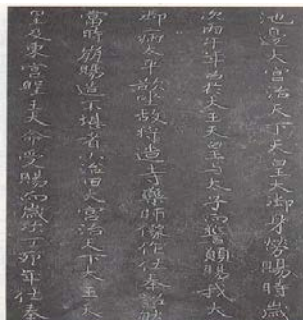 池邊大宮治天下天皇大御身勞賜時歳
次丙午年召於大王天皇与太子而誓願賜我大
御病太平欲坐故将造寺藥師像作仕奉詔然
當時崩賜造不堪者小治田大宮治天下大王天
皇及東宮聖王大命受賜而歳次丁卯年仕奉